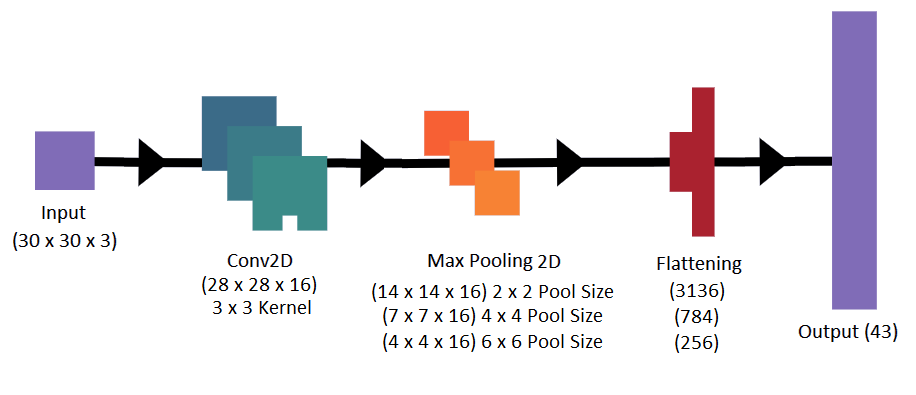 Input
(30 x 30 x 3)
Conv2D
(28 x 28 x 16)
3 x 3 Kernel
Max Pooling 2D
(14 x 14 x 16) 2 x 2 Pool Size
(7 x 7 x 16) 4 x 4 Pool Size
(4 x 4 x 16) 6 x 6 Pool Size
Flattening
(3136)
(784)
(256)
Output (43)